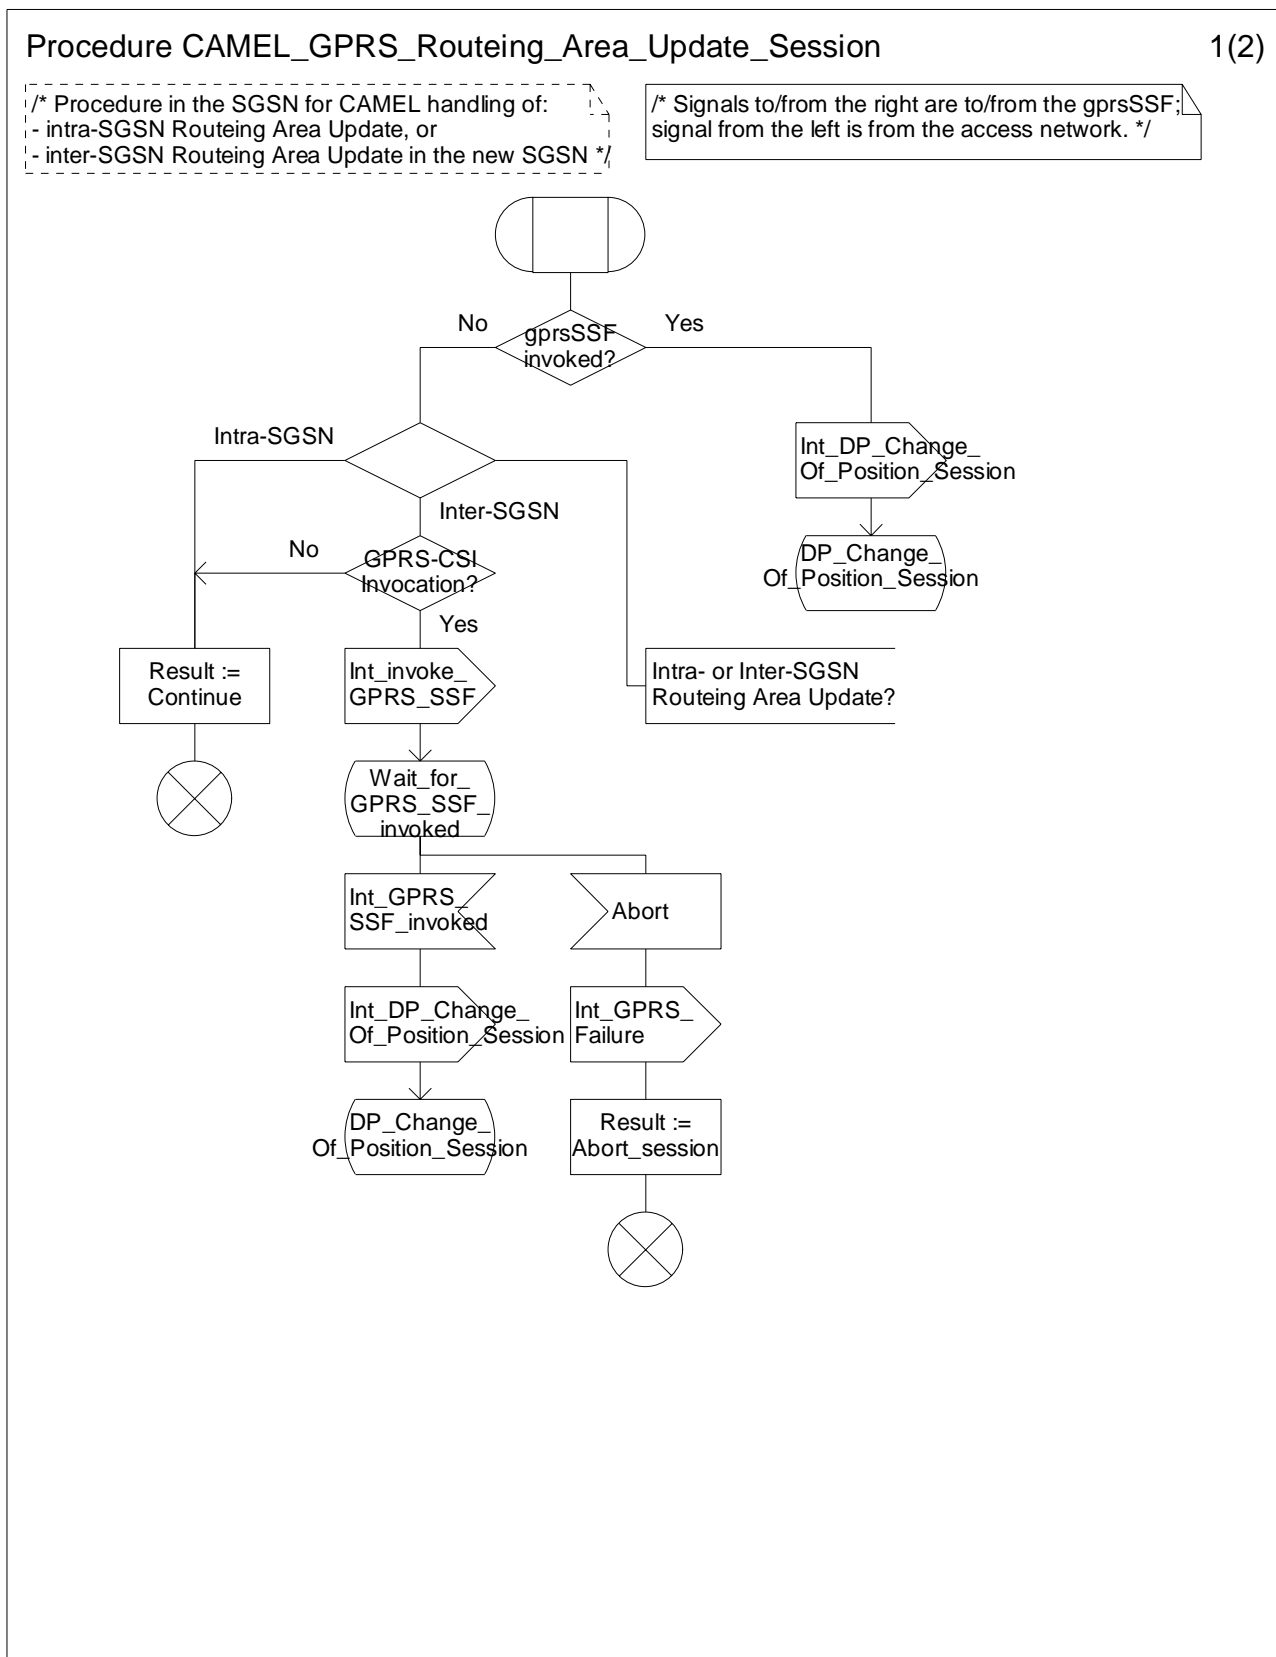 Procedure CAMEL_GPRS_Routeing_Area_Update_Session
1(2)
/* Procedure in the SGSN for CAMEL handling of:
- intra-SGSN Routeing Area Update, or
- inter-SGSN Routeing Area Update in the new SGSN */
/* Signals to/from the right are to/from the gprsSSF;
signal from the left is from the access network. */
No
gprsSSF
invoked?
Yes
Intra-SGSN
Int_DP_Change_
Of_Position_Session
Inter-SGSN
No
GPRS-CSI
Invocation?
DP_Change_
Of_Position_Session
Yes
Result :=
Continue
Int_invoke_
GPRS_SSF
Intra- or Inter-SGSN
Routeing Area Update?
Wait_for_
GPRS_SSF_
invoked
Int_GPRS_
SSF_invoked
Abort
Int_DP_Change_
Of_Position_Session
Int_GPRS_
Failure
DP_Change_
Of_Position_Session
Result :=
Abort_session